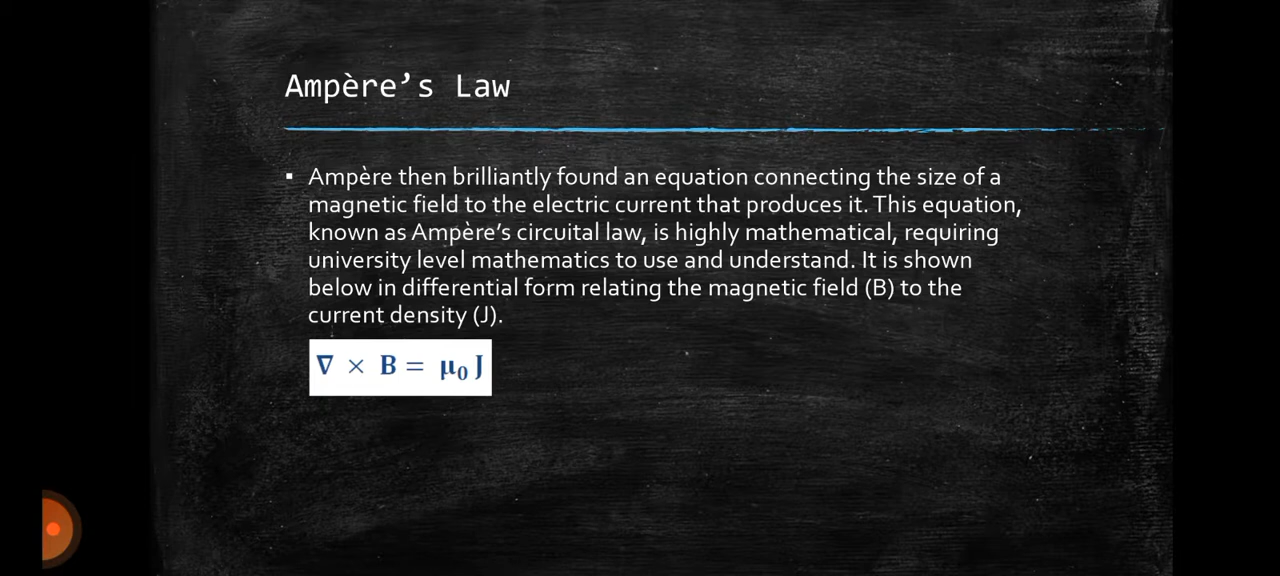 Ampère’s Law
▪ Ampère then brilliantly found an equation connecting the size of a
magnetic field to the electric current that produces it. This equation,
known as Ampère’s circuital law, is highly mathematical, requiring
university level mathematics to use and understand. It is shown
below in differential form relating the magnetic field (B) to the
current density (J).
∇ × B = μ₀ J